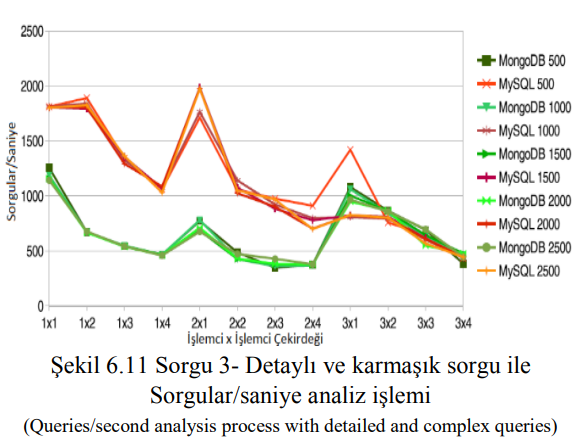 2500
2000
1500
1000
500
0
Sorgular/Saniye
1x1 1x2 1x3 1x4 2x1 2x2 2x3 2x4 3x1 3x2 3x3 3x4
İşlemci x İşlemci Çekirdeği
MongoDB 500
MySQL 500
MongoDB 1000
MySQL 1000
MongoDB 1500
MySQL 1500
MongoDB 2000
MySQL 2000
MongoDB 2500
MySQL 2500
Şekil 6.11 Sorgu 3- Detaylı ve karmaşık sorgu ile
Sorgular/saniye analiz işlemi
(Queries/second analysis process with detailed and complex queries)